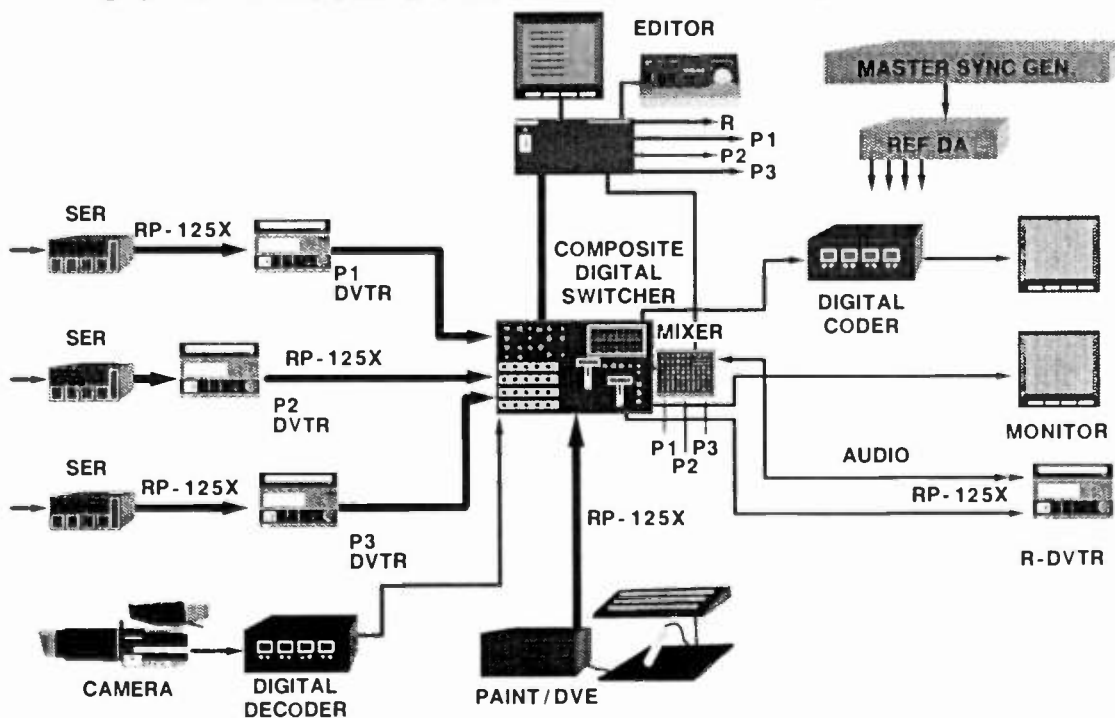 EDITOR
MASTER SYNC GEN.
REF DA
R
P1
P2
P3
SER
RP-125X
P1
DVTR
COMPOSITE
DIGITAL
SWITCHER
DIGITAL
CODER
MIXER
SER
RP-125X
P2
DVTR
P1
P2
P3
MONITOR
AUDIO
RP-125X
R-DVTR
SER
RP-125X
P3
DVTR
RP-125X
CAMERA
DIGITAL
DECODER
PAINT/DVE